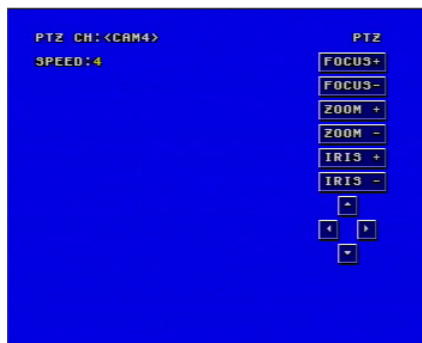 PTZ CH:<CAM4>
SPEED:4
PTZ
FOCUS+
FOCUS-
ZOOM +
ZOOM -
IRIS +
IRIS -